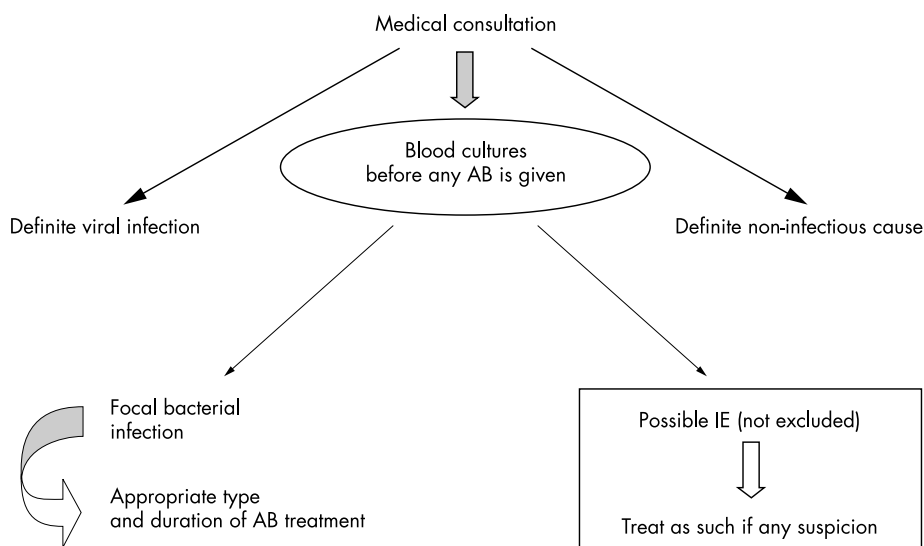 Medical consultation
Blood cultures
before any AB is given
Definite viral infection
Definite non-infectious cause
Focal bacterial
infection
Possible IE (not excluded)
Appropriate type
and duration of AB treatment
Treat as such if any suspicion